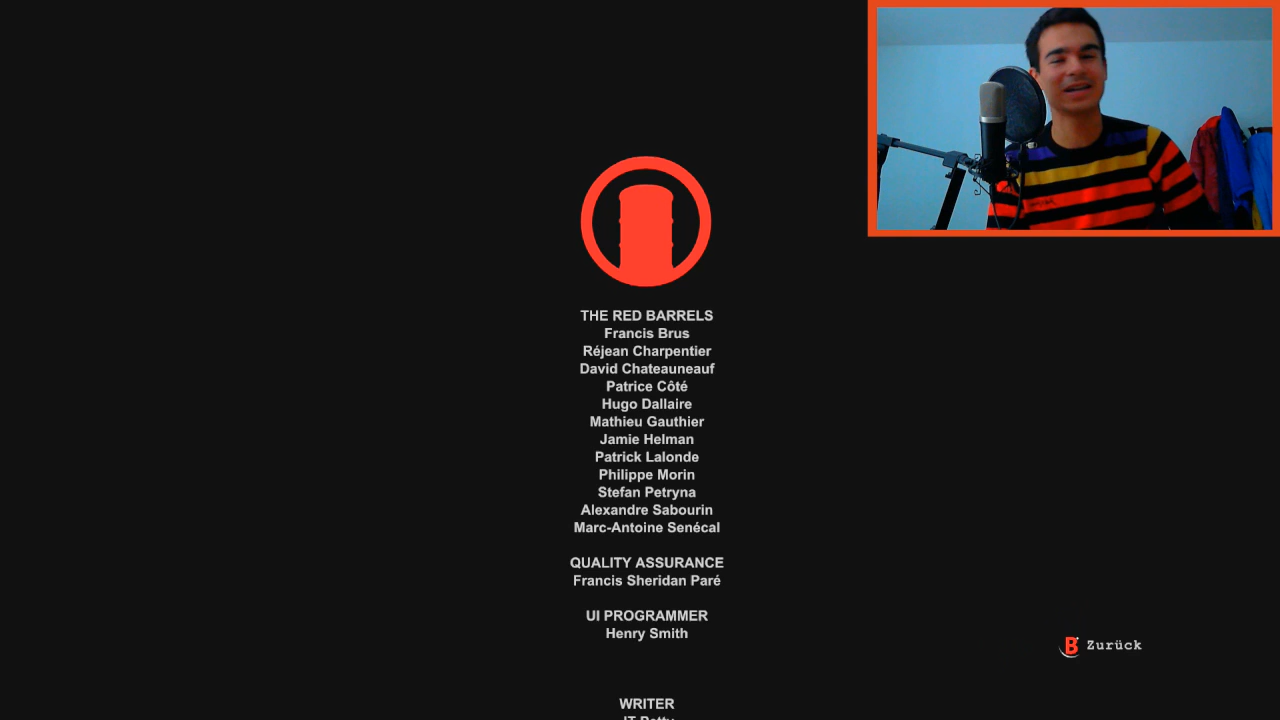 THE RED BARRELS
Francis Brus
Réjean Charpentier
David Chateauneuf
Patrice Côté
Hugo Dallaire
Mathieu Gauthier
Jamie Helman
Patrick Lalonde
Philippe Morin
Stefan Petryna
Alexandre Sabourin
Marc-Antoine Senécal
QUALITY ASSURANCE
Francis Sheridan Paré
UI PROGRAMMER
Henry Smith
B Zurück
WRITER